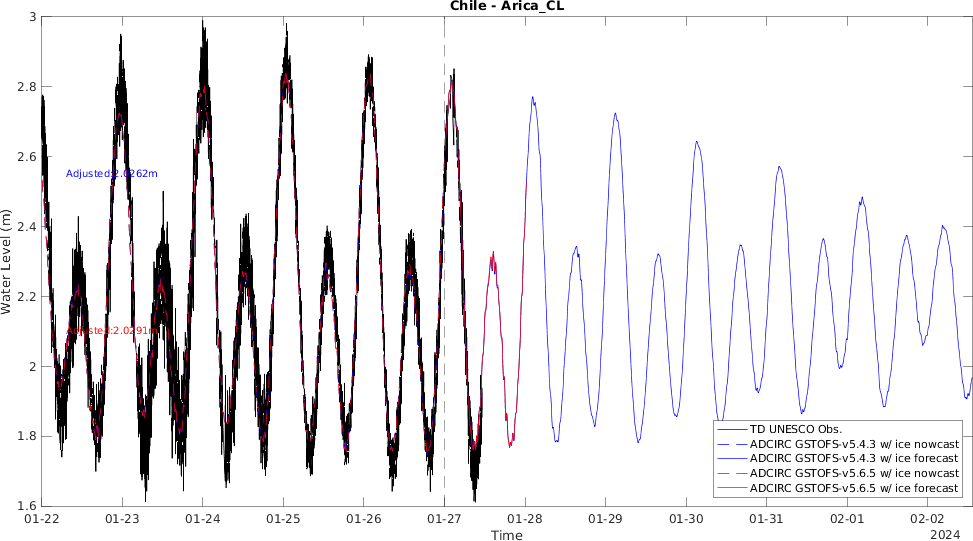 Chile - Arica_CL
3
2.8
2.6
2.4
2.2
2
1.8
1.6
Water Level (m)
Adjusted:2.0262m
Adjusted:2.0291m
TD UNESCO Obs.
ADCIRC GSTOFS-v5.4.3 w/ ice nowcast
ADCIRC GSTOFS-v5.4.3 w/ ice forecast
ADCIRC GSTOFS-v5.6.5 w/ ice nowcast
ADCIRC GSTOFS-v5.6.5 w/ ice forecast
01-22 01-23 01-24 01-25 01-26 01-27 01-28 01-29 01-30 01-31 02-01 02-02
2024
Time